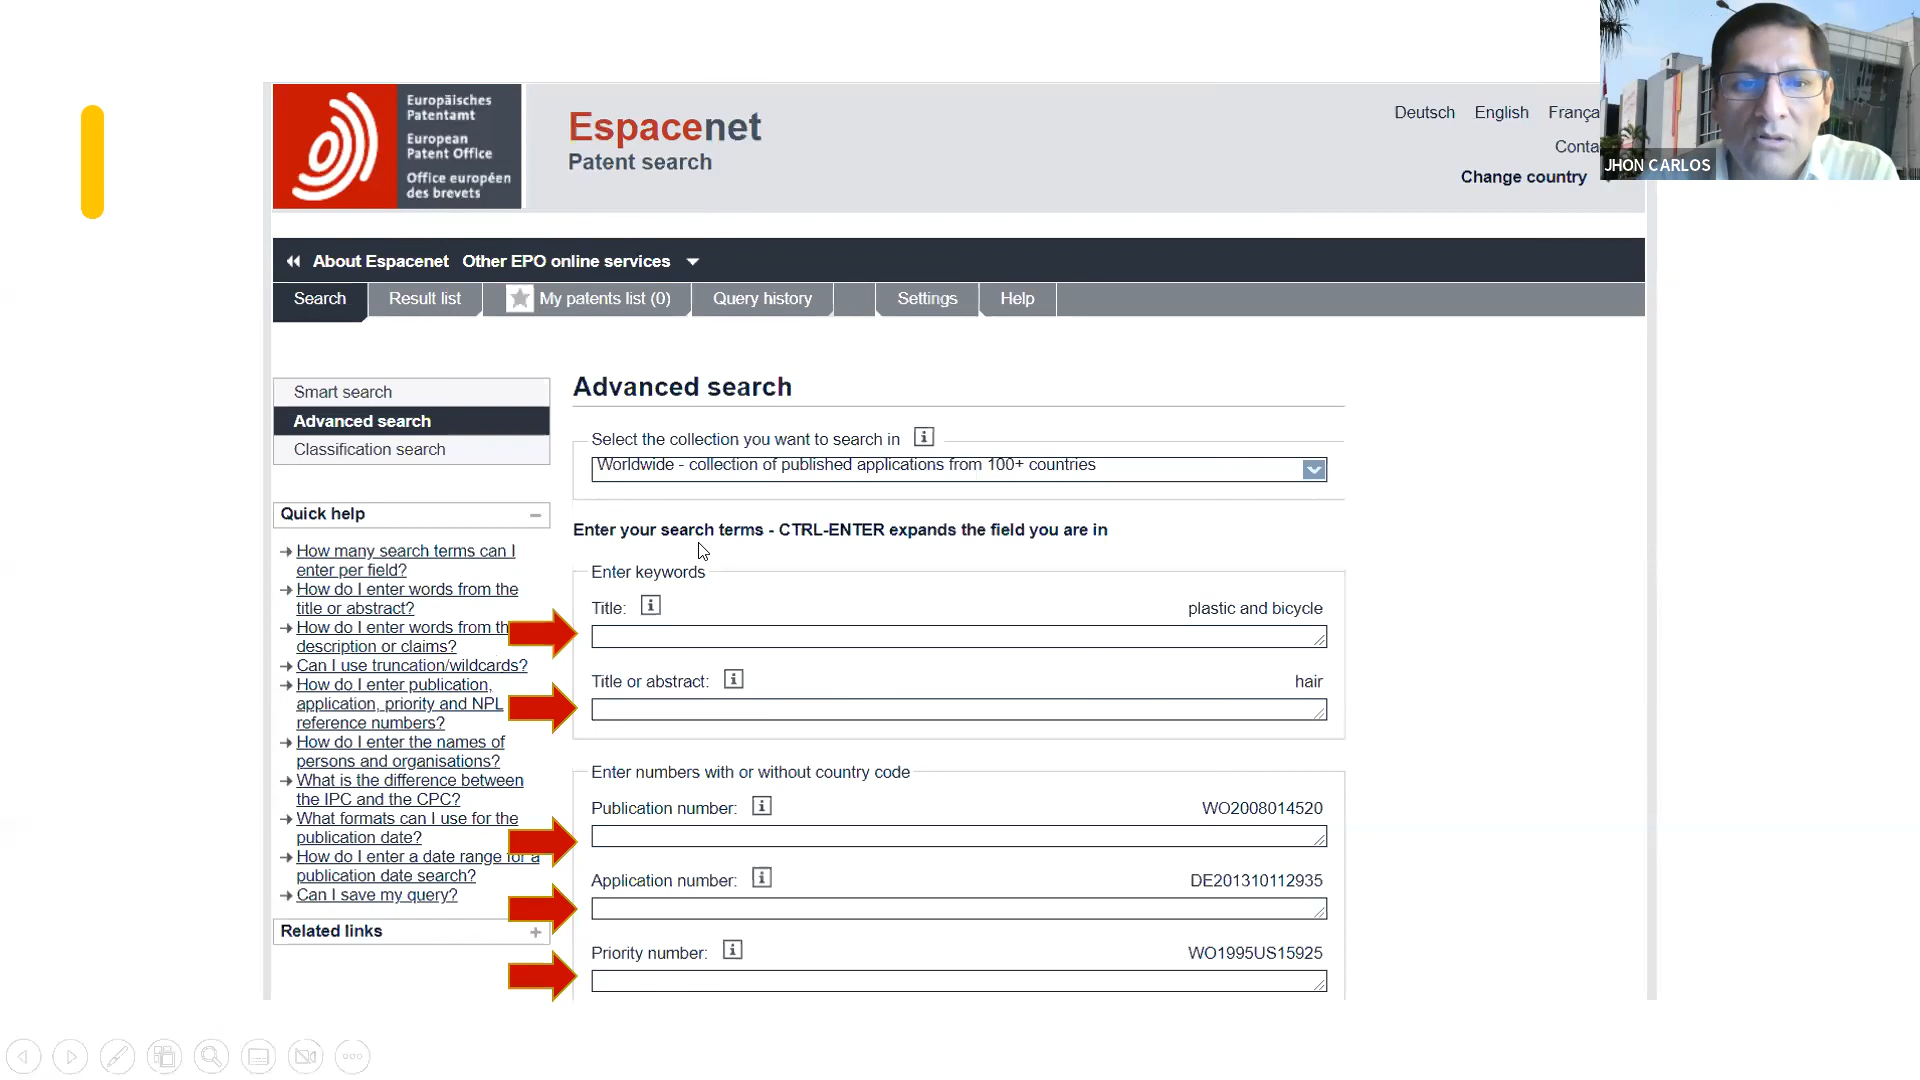 Europäisches
Patentamt
European
Patent Office
Office européen
des brevets
Espacenet
Patent search
Deutsch English França
Conta
Change country
JHON CARLOS
About Espacenet Other EPO online services
Search Result list My patents list (0) Query history Settings Help
Smart search
Advanced search
Classification search
Quick help
How many search terms can I
enter per field?
How do I enter words from the
title or abstract?
How do I enter words from th
description or claims?
Can I use truncation/wildcards?
How do I enter publication,
application, priority and NPL
reference numbers?
How do I enter the names of
persons and organisations?
What is the difference between
the IPC and the CPC?
What formats can I use for the
publication date?
How do I enter a date range for a
publication date search?
Can I save my query?
Related links
Advanced search
Select the collection you want to search in
Worldwide - collection of published applications from 100+ countries
Enter your search terms - CTRL-ENTER expands the field you are in
Enter keywords
Title: plastic and bicycle
Title or abstract: hair
Enter numbers with or without country code
Publication number: WO2008014520
Application number: DE201310112935
Priority number: WO1995US15925